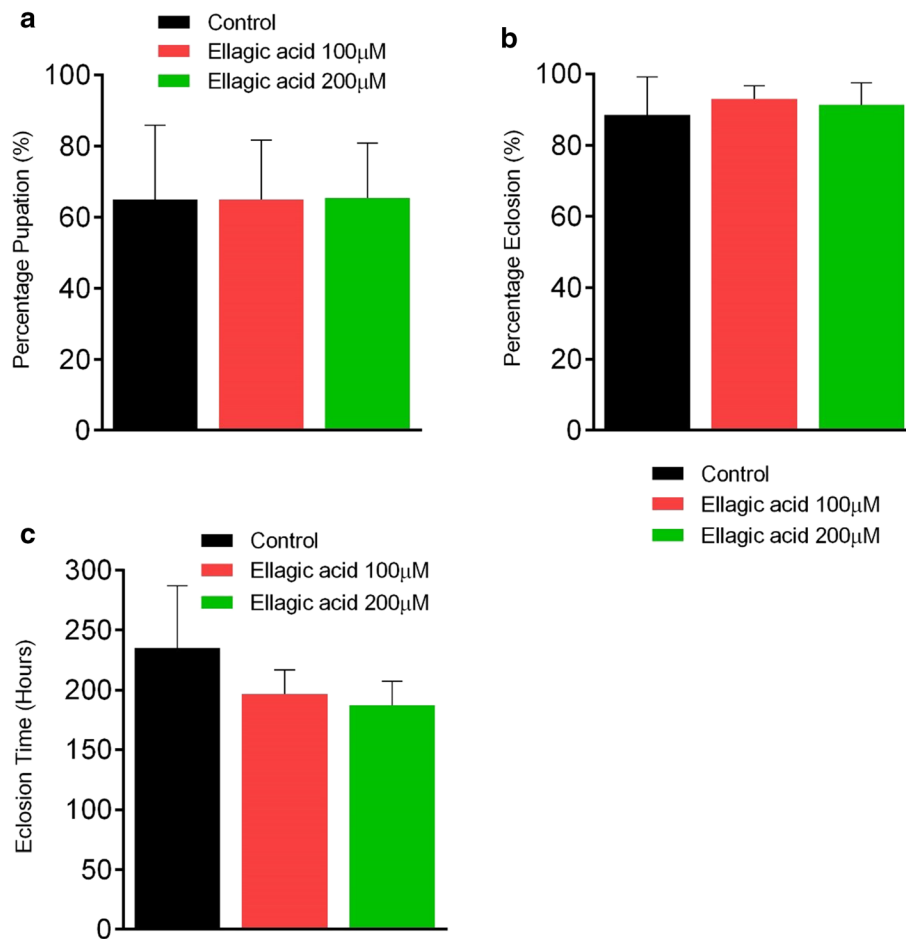 a
Control
Ellagic acid 100μM
Ellagic acid 200μM
100
80
60
40
20
0
Percentage Pupation (%)
b
100
80
60
40
20
0
Percentage Eclosion (%)
Control
Ellagic acid 100μM
Ellagic acid 200μM
c
Control
Ellagic acid 100μM
Ellagic acid 200μM
300
250
200
150
100
50
0
Eclosion Time (Hours)